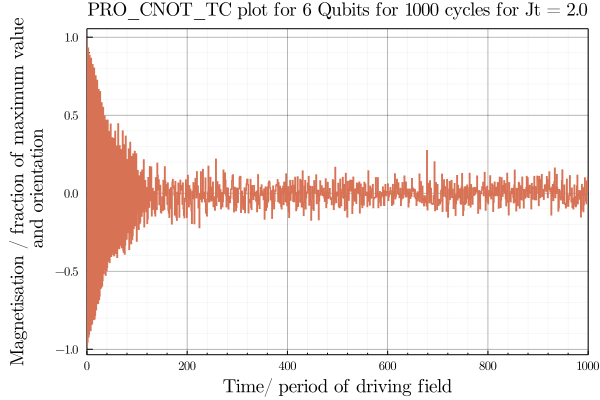 PRO_CNOT_TC plot for 6 Qubits for 1000 cycles for Jt = 2.0
Magnetisation / fraction of maximum value
and orientation
1.0
0.5
0.0
−0.5
−1.0
0
200
400
600
800
1000
Time/ period of driving field